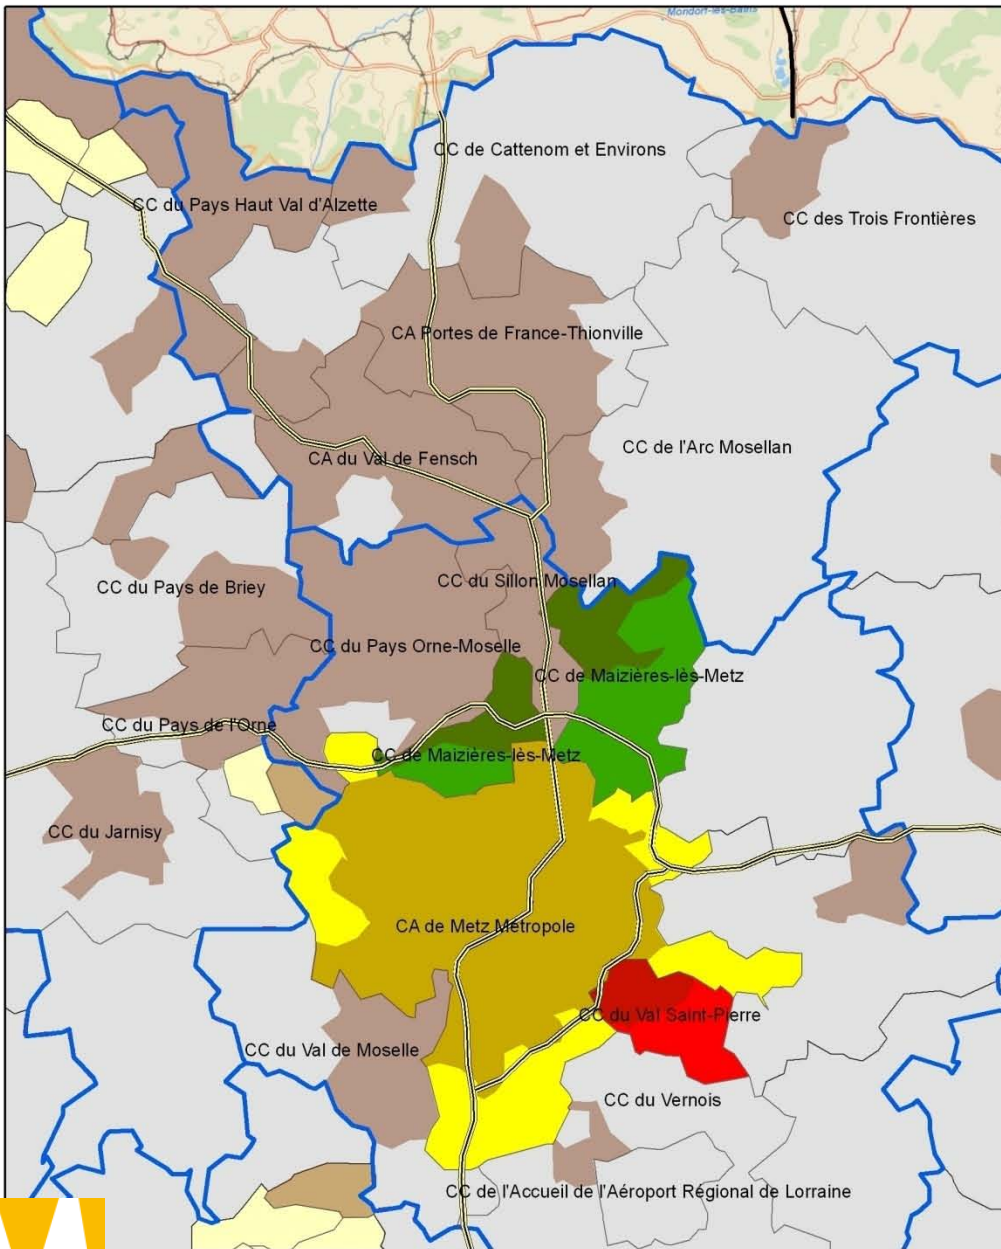 Mondorf-les-Bains
CC de Cattenom et Environs
CC du Pays Haut Val d'Alzette
CC des Trois Frontières
CA Portes de France-Thionville
CC de l'Arc Mosellan
CA du Val de Fensch
CC du Sillon Mosellan
CC du Pays de Briey
CC du Pays Orne-Moselle
CC de Maizières-lès-Metz
CC du Pays de l'Orne
CC de Maizières-lès-Metz
CC du Jarnisy
CA de Metz Métropole
CC du Val Saint-Pierre
CC du Val de Moselle
CC du Vernois
CC de l'Accueil de l'Aéroport Régional de Lorraine